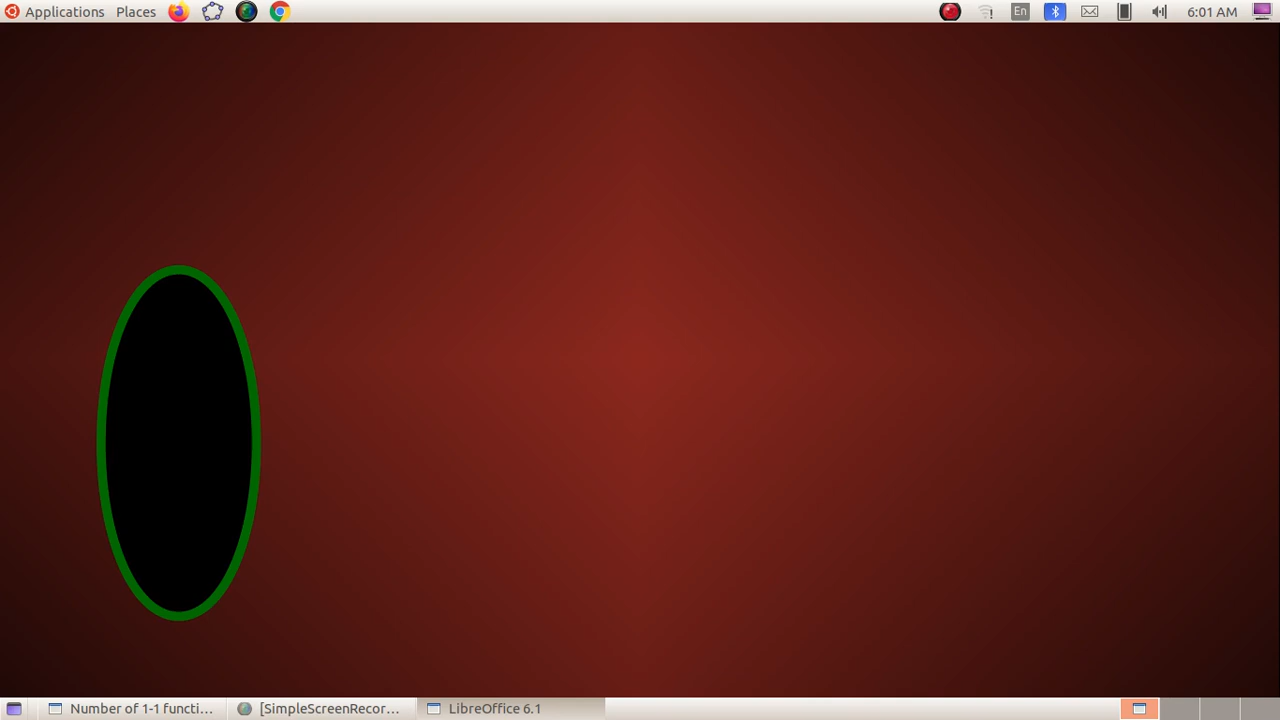 Applications Places En 6:01 AM
Number of 1-1 functi... [SimpleScreenRecor... LibreOffice 6.1